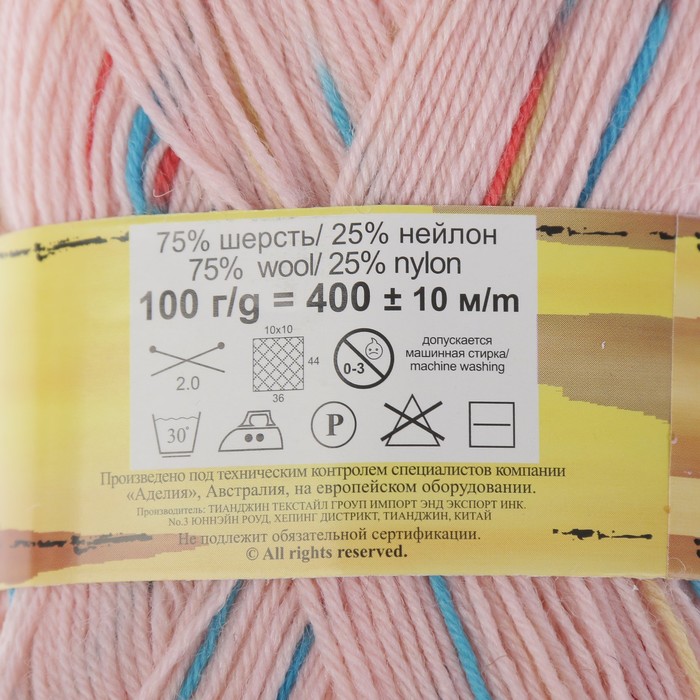 75% шерсть/ 25% нейлон
75% wool/ 25% nylon
100 г/g = 400 ± 10 м/m
10x10
44
36
2.0
0-3
допускается
машинная стирка/
machine washing
30°
P
Произведено под техническим контролем специалистов компании
«Аделия», Австралия, на европейском оборудовании.
Производитель: ТИАНДЖИН ТЕКСТАЙЛ ГРОУП ИМПОРТ ЭНД ЭКСПОРТ ИНК.
No.3 ЮННЭЙН РОУД, ХЕПИНГ ДИСТРИКТ, ТИАНДЖИН, КИТАЙ
Не подлежит обязательной сертификации.
© All rights reserved.